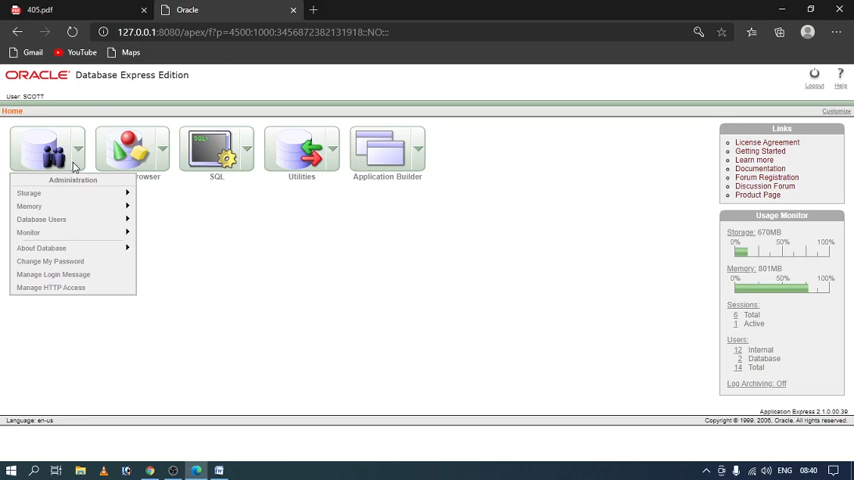 405.pdf
Oracle
127.0.0.1:8080/apex/f?p=4500:1000:3456872382131918::NO:::
Gmail YouTube Maps
ORACLE Database Express Edition
Logout Help
User: SCOTT
Home
Customize
rowser SQL Utilities Application Builder
Administration
Storage
Memory
Database Users
Monitor
About Database
Change My Password
Manage Login Message
Manage HTTP Access
Links
License Agreement
Getting Started
Learn more
Documentation
Forum Registration
Discussion Forum
Product Page
Usage Monitor
Storage: 670MB
0% 50% 100%
Memory: 801MB
0% 50% 100%
Sessions:
6 Total
1 Active
Users:
12 Internal
2 Database
14 Total
Log Archiving: Off
Application Express 2.1.0.00.39
Language: en-us
Copyright © 1999, 2006, Oracle. All rights reserved.
ENG 08:40